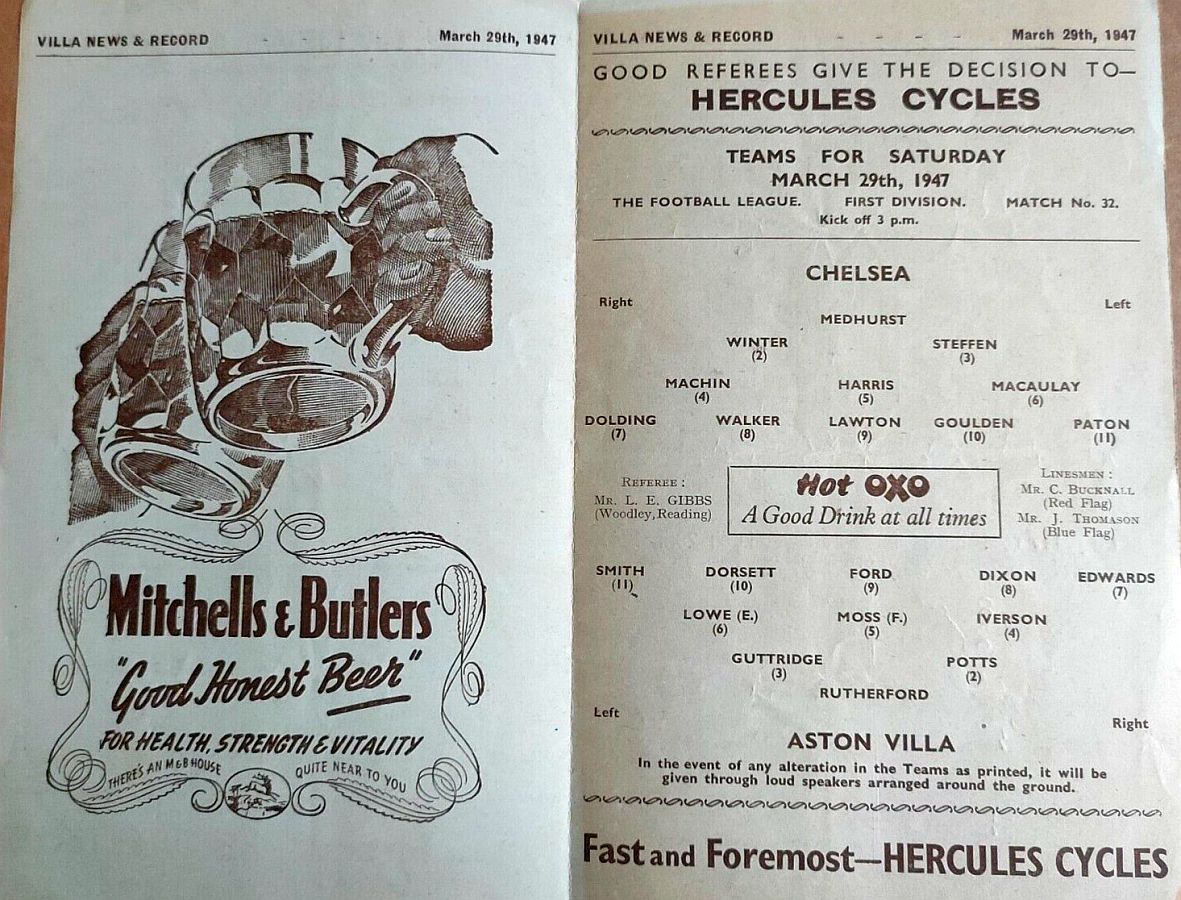 VILLA NEWS & RECORD - - - - March 29th, 1947
Mitchells & Butlers
"Good Honest Beer"
FOR HEALTH, STRENGTH & VITALITY
THERE'S AN M&B HOUSE QUITE NEAR TO YOU
VILLA NEWS & RECORD - - - - March 29th, 1947
GOOD REFEREES GIVE THE DECISION TO—
HERCULES CYCLES
TEAMS FOR SATURDAY
MARCH 29th, 1947
THE FOOTBALL LEAGUE. FIRST DIVISION. MATCH No. 32.
Kick off 3 p.m.
CHELSEA
Right Left
MEDHURST
WINTER STEFFEN
(2) (3)
MACHIN HARRIS MACAULAY
(4) (5) (6)
DOLDING WALKER LAWTON GOULDEN PATON
(7) (8) (9) (10) (11)
REFEREE :
MR. L. E. GIBBS
(Woodley, Reading)
Hot OXO
A Good Drink at all times
LINESMEN :
MR. C. BUCKNALL
(Red Flag)
MR. J. THOMASON
(Blue Flag)
SMITH DORSETT FORD DIXON EDWARDS
(11) (10) (9) (8) (7)
LOWE (E.) MOSS (F.) IVERSON
(6) (5) (4)
GUTTRIDGE POTTS
(3) (2)
RUTHERFORD
Left Right
ASTON VILLA
In the event of any alteration in the Teams as printed, it will be
given through loud speakers arranged around the ground.
Fast and Foremost—HERCULES CYCLES